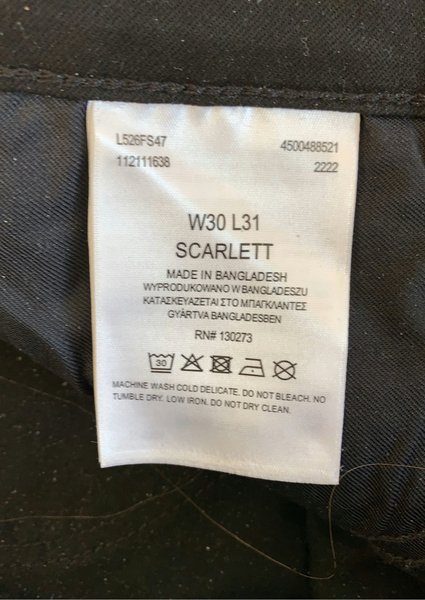 L526FS47 4500488521
112111638 2222
W30 L31
SCARLETT
MADE IN BANGLADESH
WYPRODUKOWANO W BANGLADESZU
ΚΑΤΑΣΚΕΥΑΖΕΤΑΙ ΣΤΟ ΜΠΑΓΚΛΑΝΤΕΣ
GYÁRTVA BANGLADESBEN
RN# 130273
30
MACHINE WASH COLD DELICATE. DO NOT BLEACH. NO
TUMBLE DRY. LOW IRON. DO NOT DRY CLEAN.